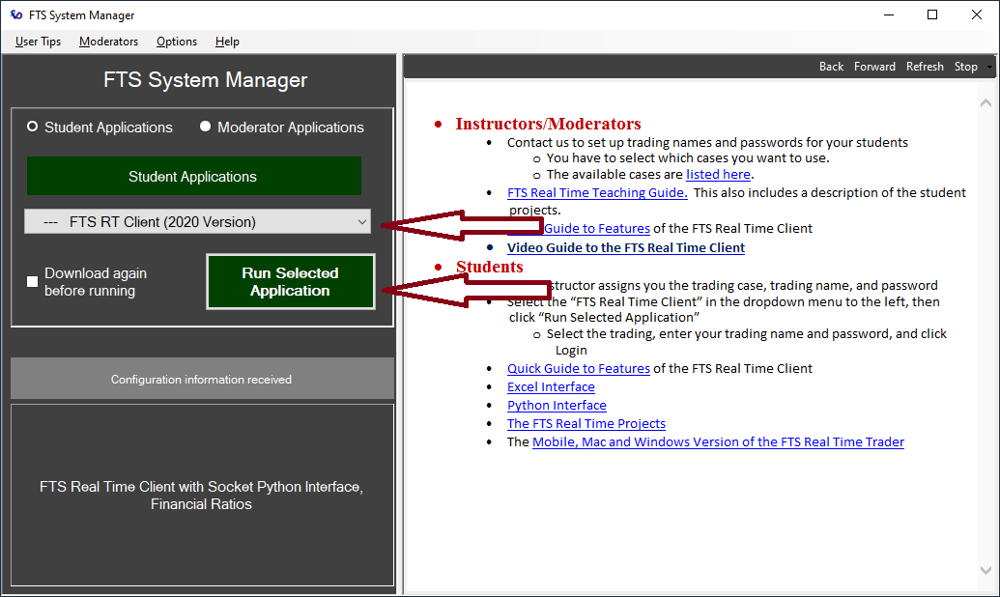 FTS System Manager
User Tips Moderators Options Help
FTS System Manager
Student Applications Moderator Applications
Student Applications
--- FTS RT Client (2020 Version)
Download again
before running
Run Selected
Application
Configuration information received
FTS Real Time Client with Socket Python Interface,
Financial Ratios
Back Forward Refresh Stop
Instructors/Moderators
Contact us to set up trading names and passwords for your students
You have to select which cases you want to use.
The available cases are listed here.
FTS Real Time Teaching Guide. This also includes a description of the student
projects.
Guide to Features of the FTS Real Time Client
Video Guide to the FTS Real Time Client
Students
assigns you the trading case, trading name, and password
Select the “FTS Real Time Client” in the dropdown menu to the left, then
click “Run Selected Application”
Select the trading, enter your trading name and password, and click
Login
Quick Guide to Features of the FTS Real Time Client
Excel Interface
Python Interface
The FTS Real Time Projects
The Mobile, Mac and Windows Version of the FTS Real Time Trader